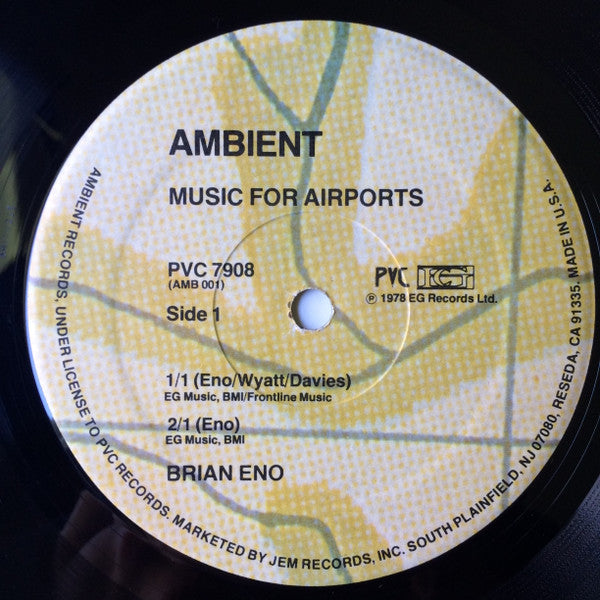 AMBIENT
MUSIC FOR AIRPORTS
PVC 7908
(AMB 001)
Side 1
PVC EG
℗ 1978 EG Records Ltd.
1/1 (Eno/Wyatt/Davies)
EG Music, BMI/Frontline Music
2/1 (Eno)
EG Music, BMI
BRIAN ENO
AMBIENT RECORDS, UNDER LICENSE TO PVC RECORDS. MARKETED BY JEM RECORDS, INC. SOUTH PLAINFIELD, NJ 07080, RESEDA, CA 91335. MADE IN U.S.A.